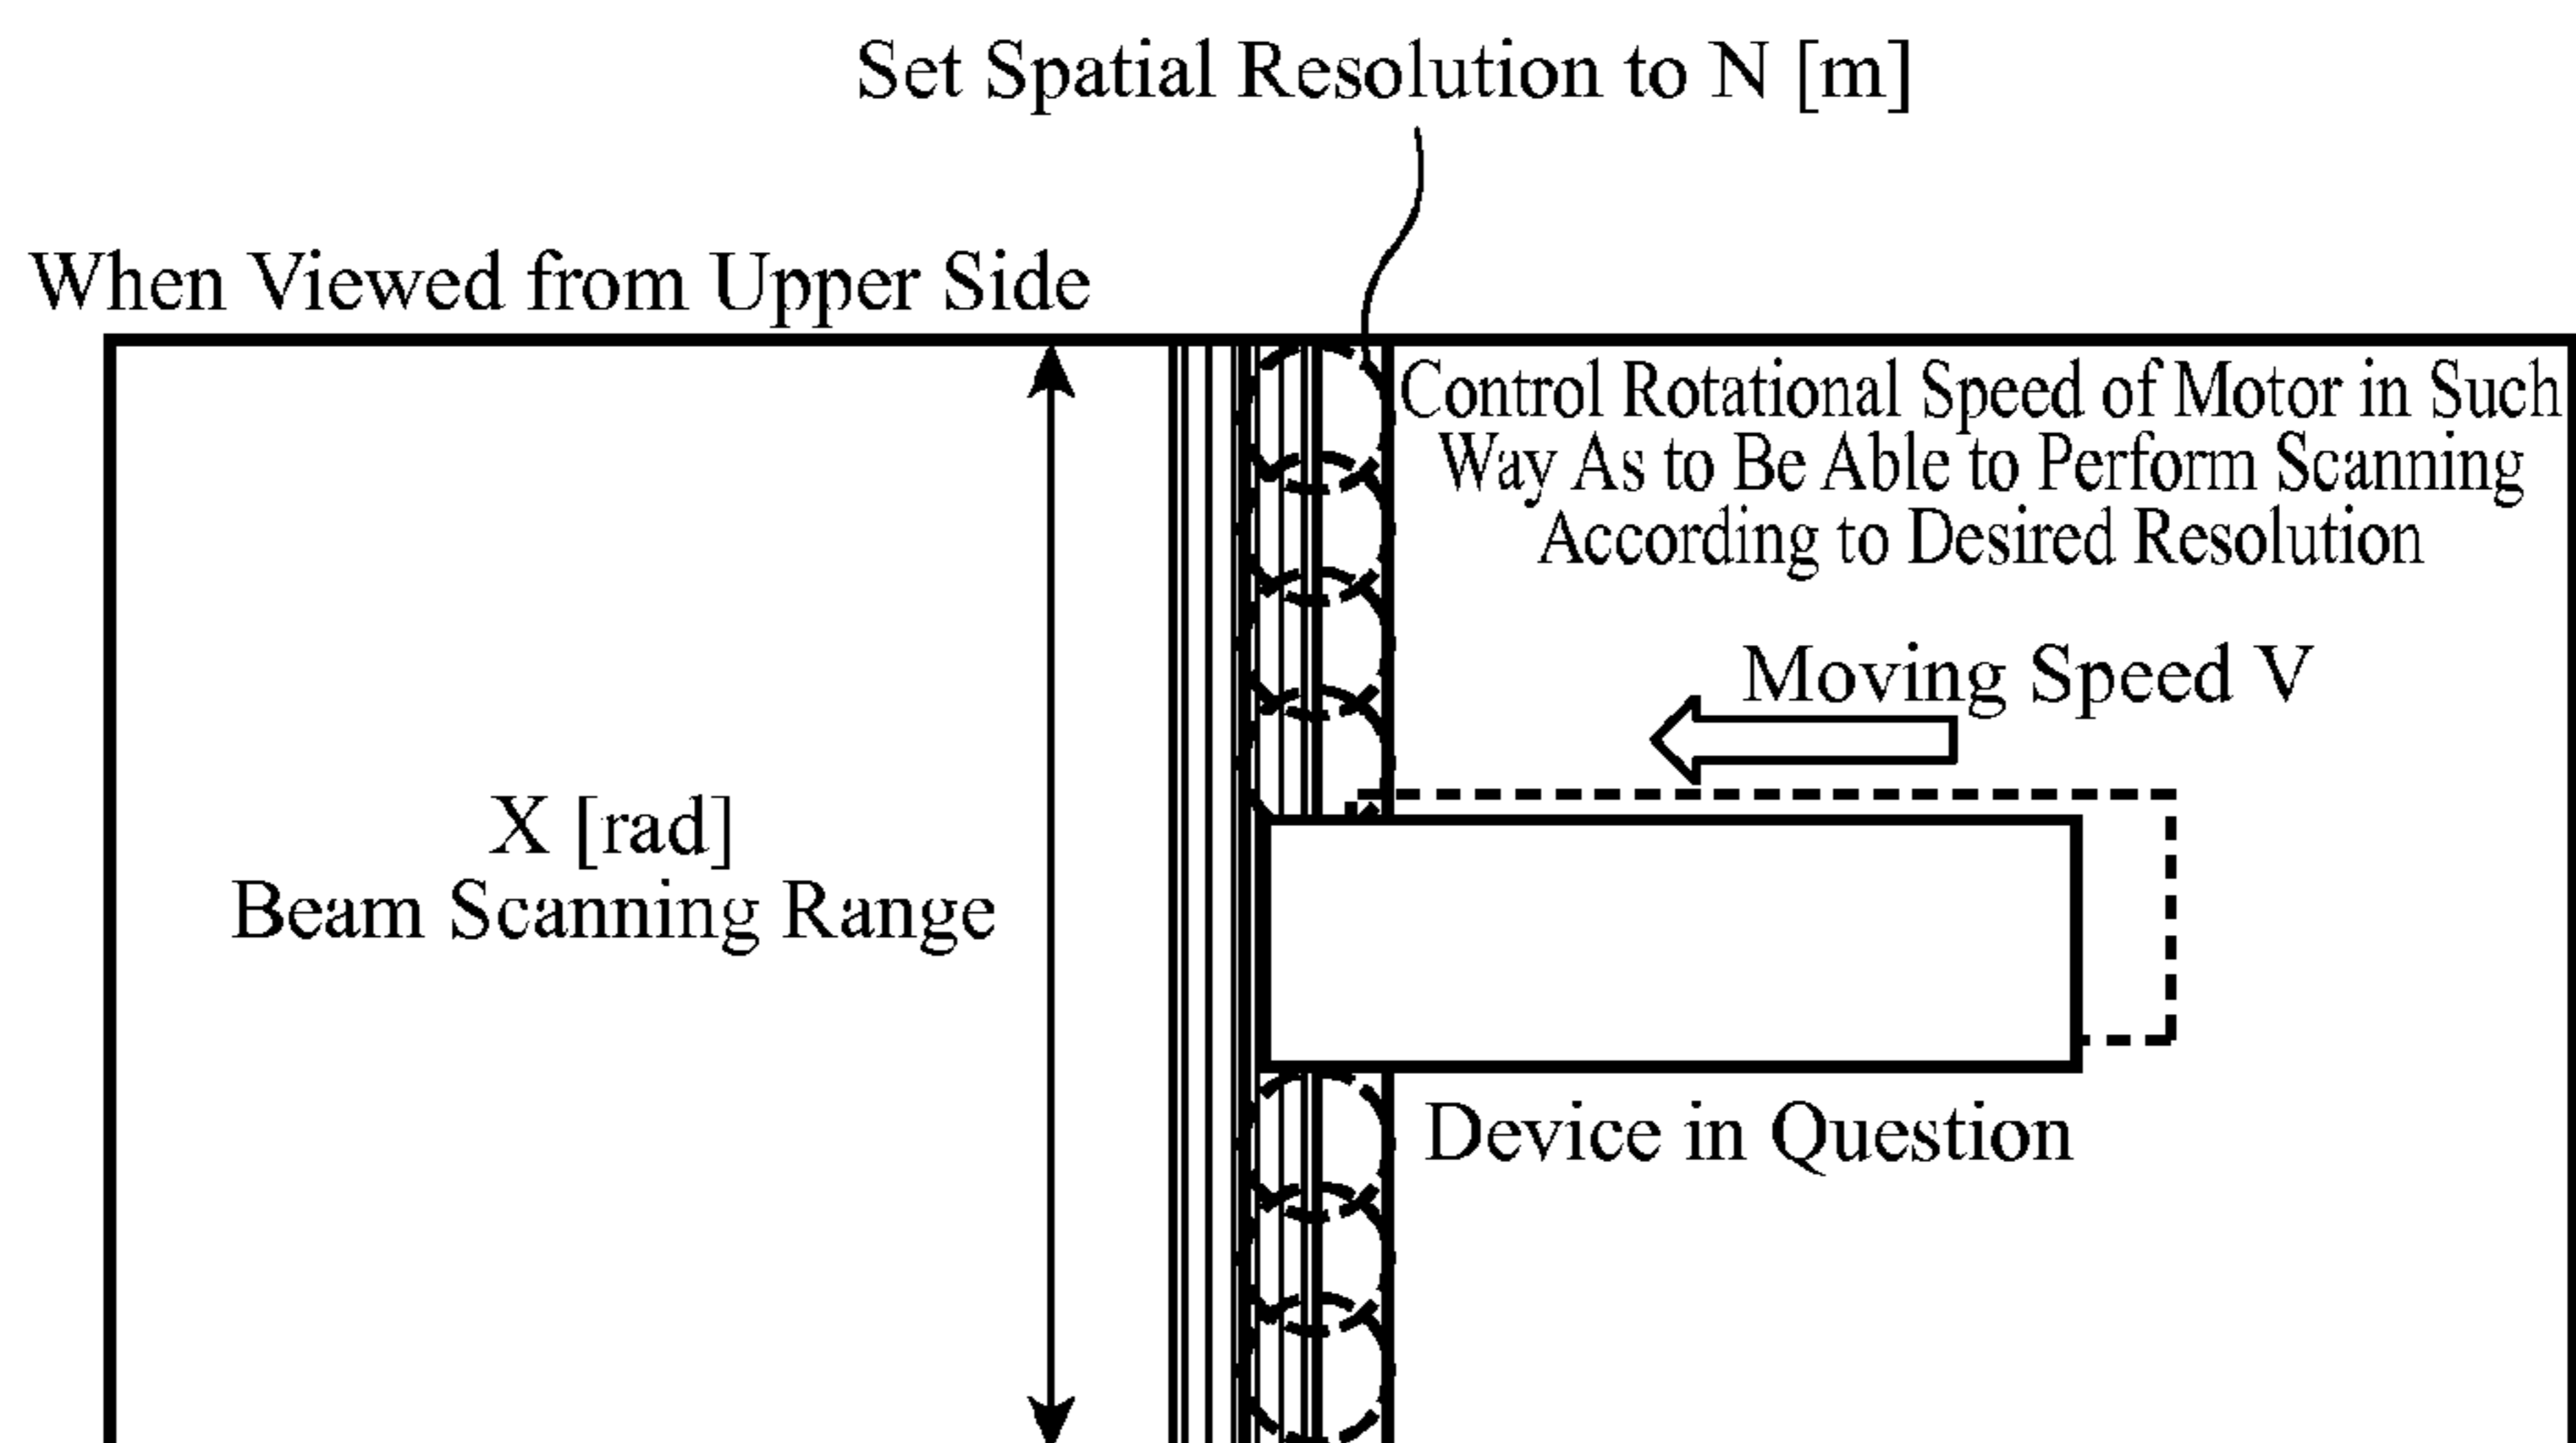 Set Spatial Resolution to N [m]
When Viewed from Upper Side
Control Rotational Speed of Motor in Such
Way As to Be Able to Perform Scanning
According to Desired Resolution
Moving Speed V
X [rad]
Beam Scanning Range
Device in Question